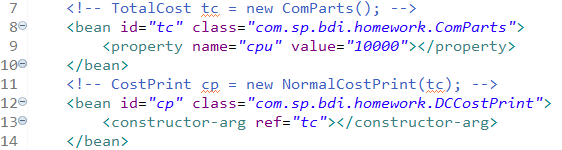 7 <!-- TotalCost tc = new ComParts(); -->
8 <bean id="tc" class="com.sp.bdi.homework.ComParts">
9 <property name="cpu" value="10000"></property>
10 </bean>
11 <!-- CostPrint cp = new NormalCostPrint(tc); -->
12 <bean id="cp" class="com.sp.bdi.homework.DCCostPrint">
13 <constructor-arg ref="tc"></constructor-arg>
14 </bean>